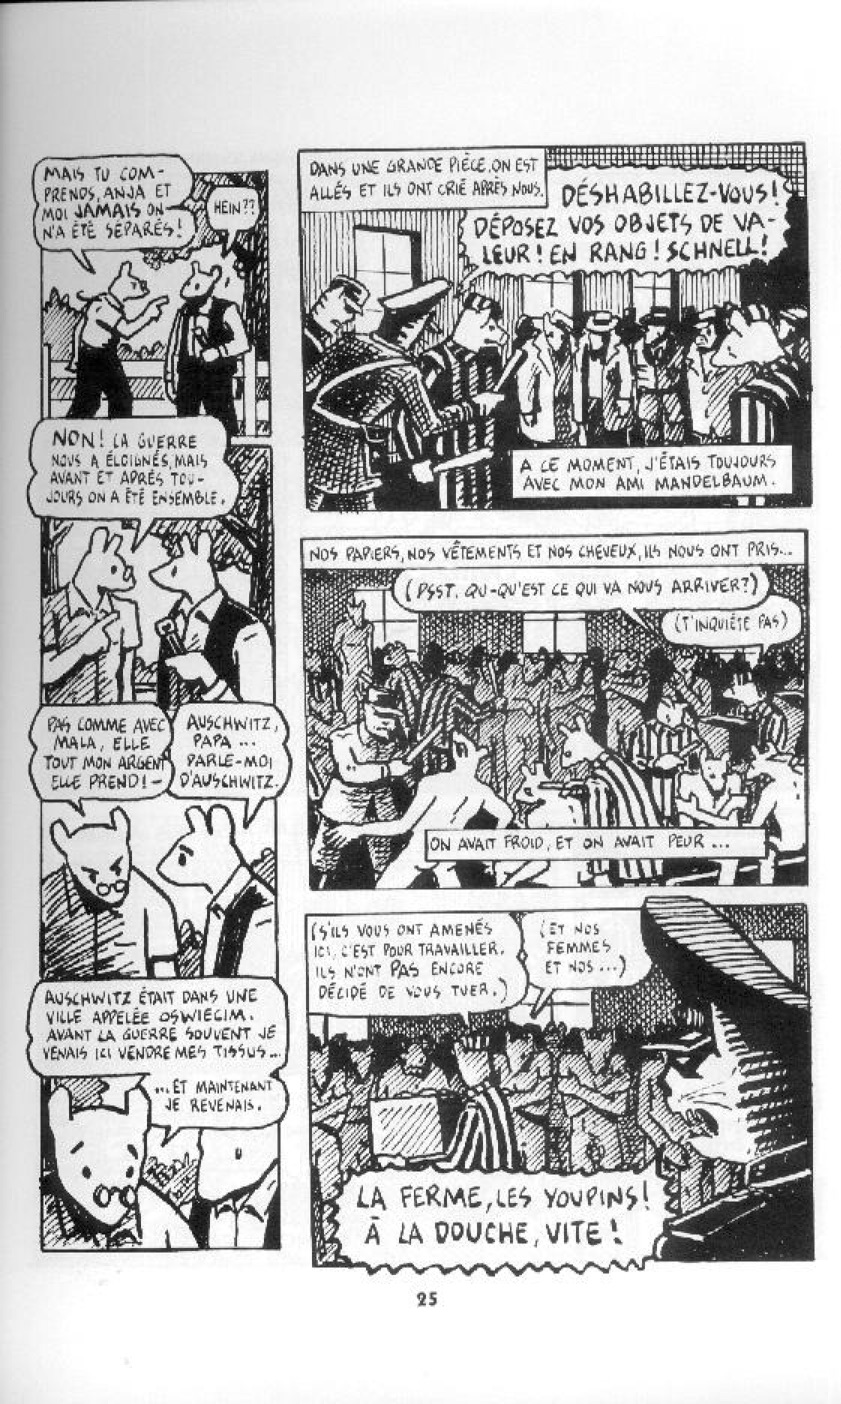 MAIS TU COM-
PRENDS, ANJA ET
MOI JAMAIS ON
N'A ÉTÉ SÉPARÉS!
HEIN??
NON! LA GUERRE
NOUS A ÉLOIGNÉS, MAIS
AVANT ET APRÈS TOU-
JOURS ON A ÉTÉ ENSEMBLE.
PAS COMME AVEC
MALA, ELLE
TOUT MON ARGENT
ELLE PREND! -
AUSCHWITZ,
PAPA...
PARLE-MOI
D'AUSCHWITZ.
AUSCHWITZ ÉTAIT DANS UNE
VILLE APPELÉE OSWIECIM.
AVANT LA GUERRE SOUVENT JE
VENAIS ICI VENDRE MES TISSUS...
...ET MAINTENANT
JE REVENAIS.
DANS UNE GRANDE PIÈCE, ON EST
ALLÉS ET ILS ONT CRIÉ APRÈS NOUS.
DÉSHABILLEZ-VOUS!
DÉPOSEZ VOS OBJETS DE VA-
LEUR! EN RANG! SCHNELL!
A CE MOMENT, J'ÉTAIS TOUJOURS
AVEC MON AMI MANDELBAUM.
NOS PAPIERS, NOS VÊTEMENTS ET NOS CHEVEUX, ILS NOUS ONT PRIS...
(PSST. QU-QU'EST CE QUI VA NOUS ARRIVER?)
(T'INQUIÈTE PAS)
ON AVAIT FROID, ET ON AVAIT PEUR...
(S'ILS VOUS ONT AMENÉS
ICI, C'EST POUR TRAVAILLER.
ILS N'ONT PAS ENCORE
DÉCIDÉ DE VOUS TUER.)
(ET NOS
FEMMES
ET NOS...)
LA FERME, LES YOUPINS!
À LA DOUCHE, VITE!
25